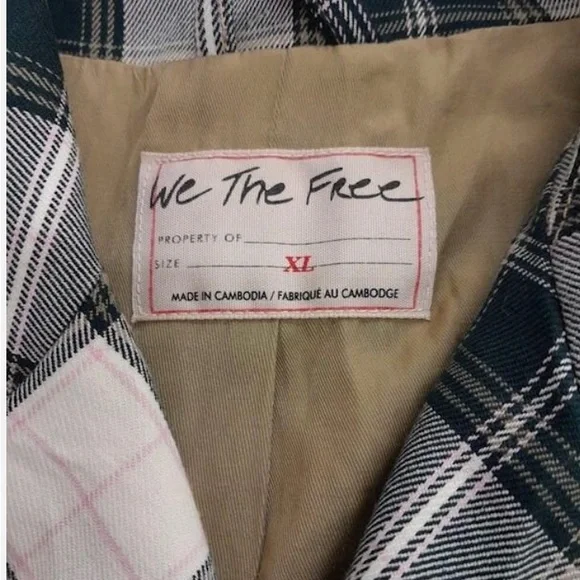 We The Free
PROPERTY OF
SIZE XL
MADE IN CAMBODIA / FABRIQUÉ AU CAMBODGE